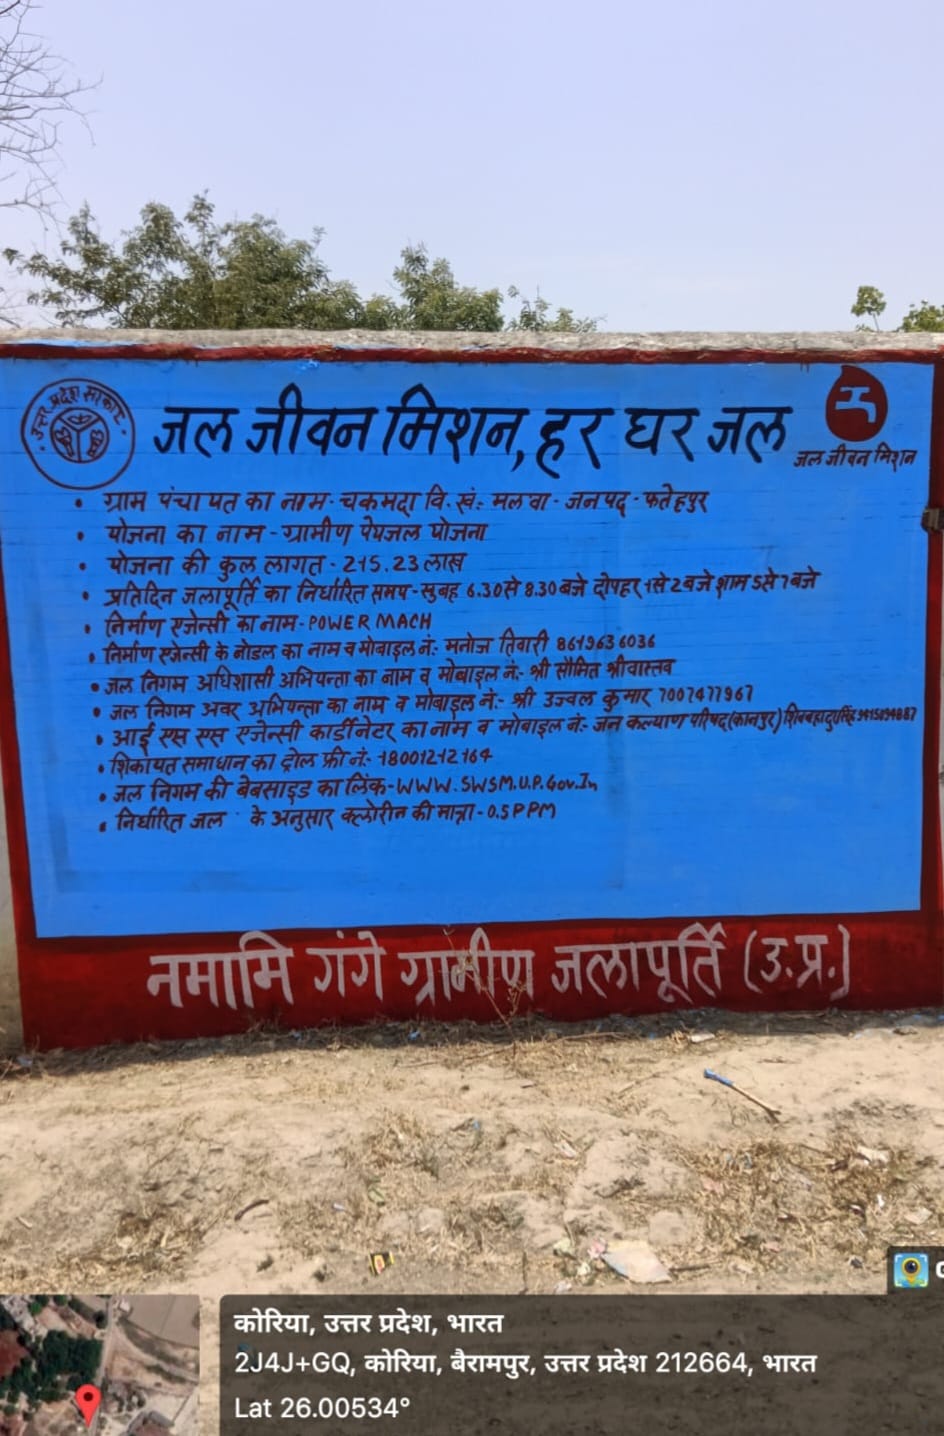 उत्तर प्रदेश सरकार
जल जीवन मिशन, हर घर जल
जल जीवन मिशन
• ग्राम पंचायत का नाम- चकमदा वि. खं.: मलवा - जनपद - फतेहपुर
• योजना का नाम - ग्रामीण पेयजल योजना
• योजना की कुल लागत - 215.23 लाख
• प्रतिदिन जलापूर्ति का निर्धारित समय - सुबह 6.30 से 8.30 बजे दोपहर 1 से 2 बजे शाम 5 से 7 बजे
• निर्माण एजेन्सी का नाम - POWER MACH
• निर्माण एजेन्सी के नोडल का नाम व मोबाइल नं:- मनोज तिवारी 8619636036
• जल निगम अधिशासी अभियन्ता का नाम व मोबाइल नं:- श्री सौमित श्रीवास्तव
• जल निगम अवर अभियन्ता का नाम व मोबाइल नं:- श्री उज्वल कुमार 7007477967
• आई एस एस एजेन्सी कार्डीनेटर का नाम व मोबाइल नं:- जन कल्याण परिषद (कानपुर) शिवबहादुर सिंह
• शिकायत समाधान का ट्रोल फ्री नं:- 18001212164
• जल निगम की बेबसाइड का लिंक - WWW.SWSM.U.P.Gov.In
• निर्धारित जल के अनुसार क्लोरीन की मात्रा - 0.5 PPM
नमामि गंगे ग्रामीण जलापूर्ति (उ.प्र.)
कोरिया, उत्तर प्रदेश, भारत
2J4J+GQ, कोरिया, बैरामपुर, उत्तर प्रदेश 212664, भारत
Lat 26.00534°